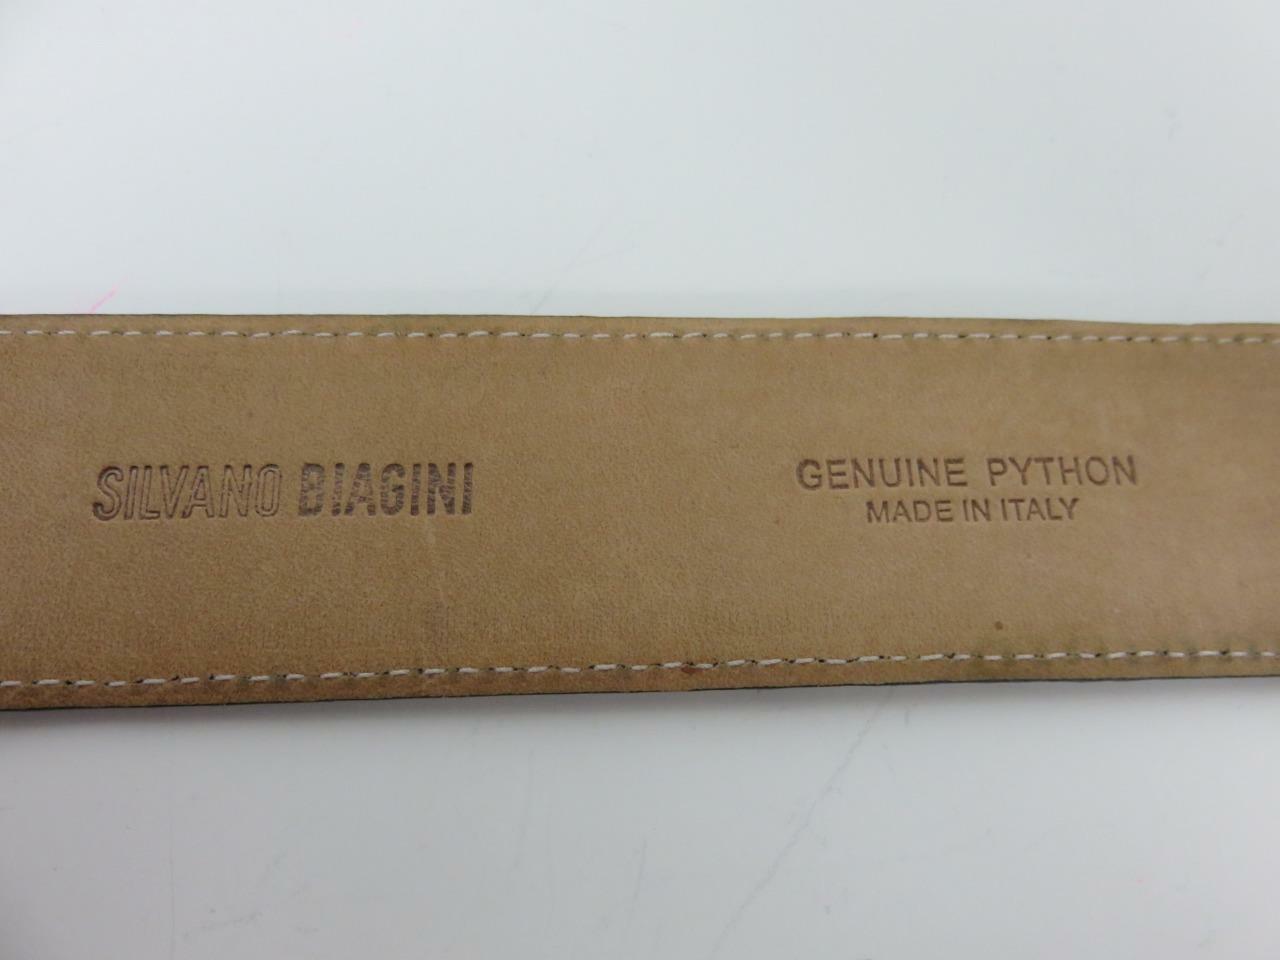 SILVANO BIAGINI
GENUINE PYTHON
MADE IN ITALY